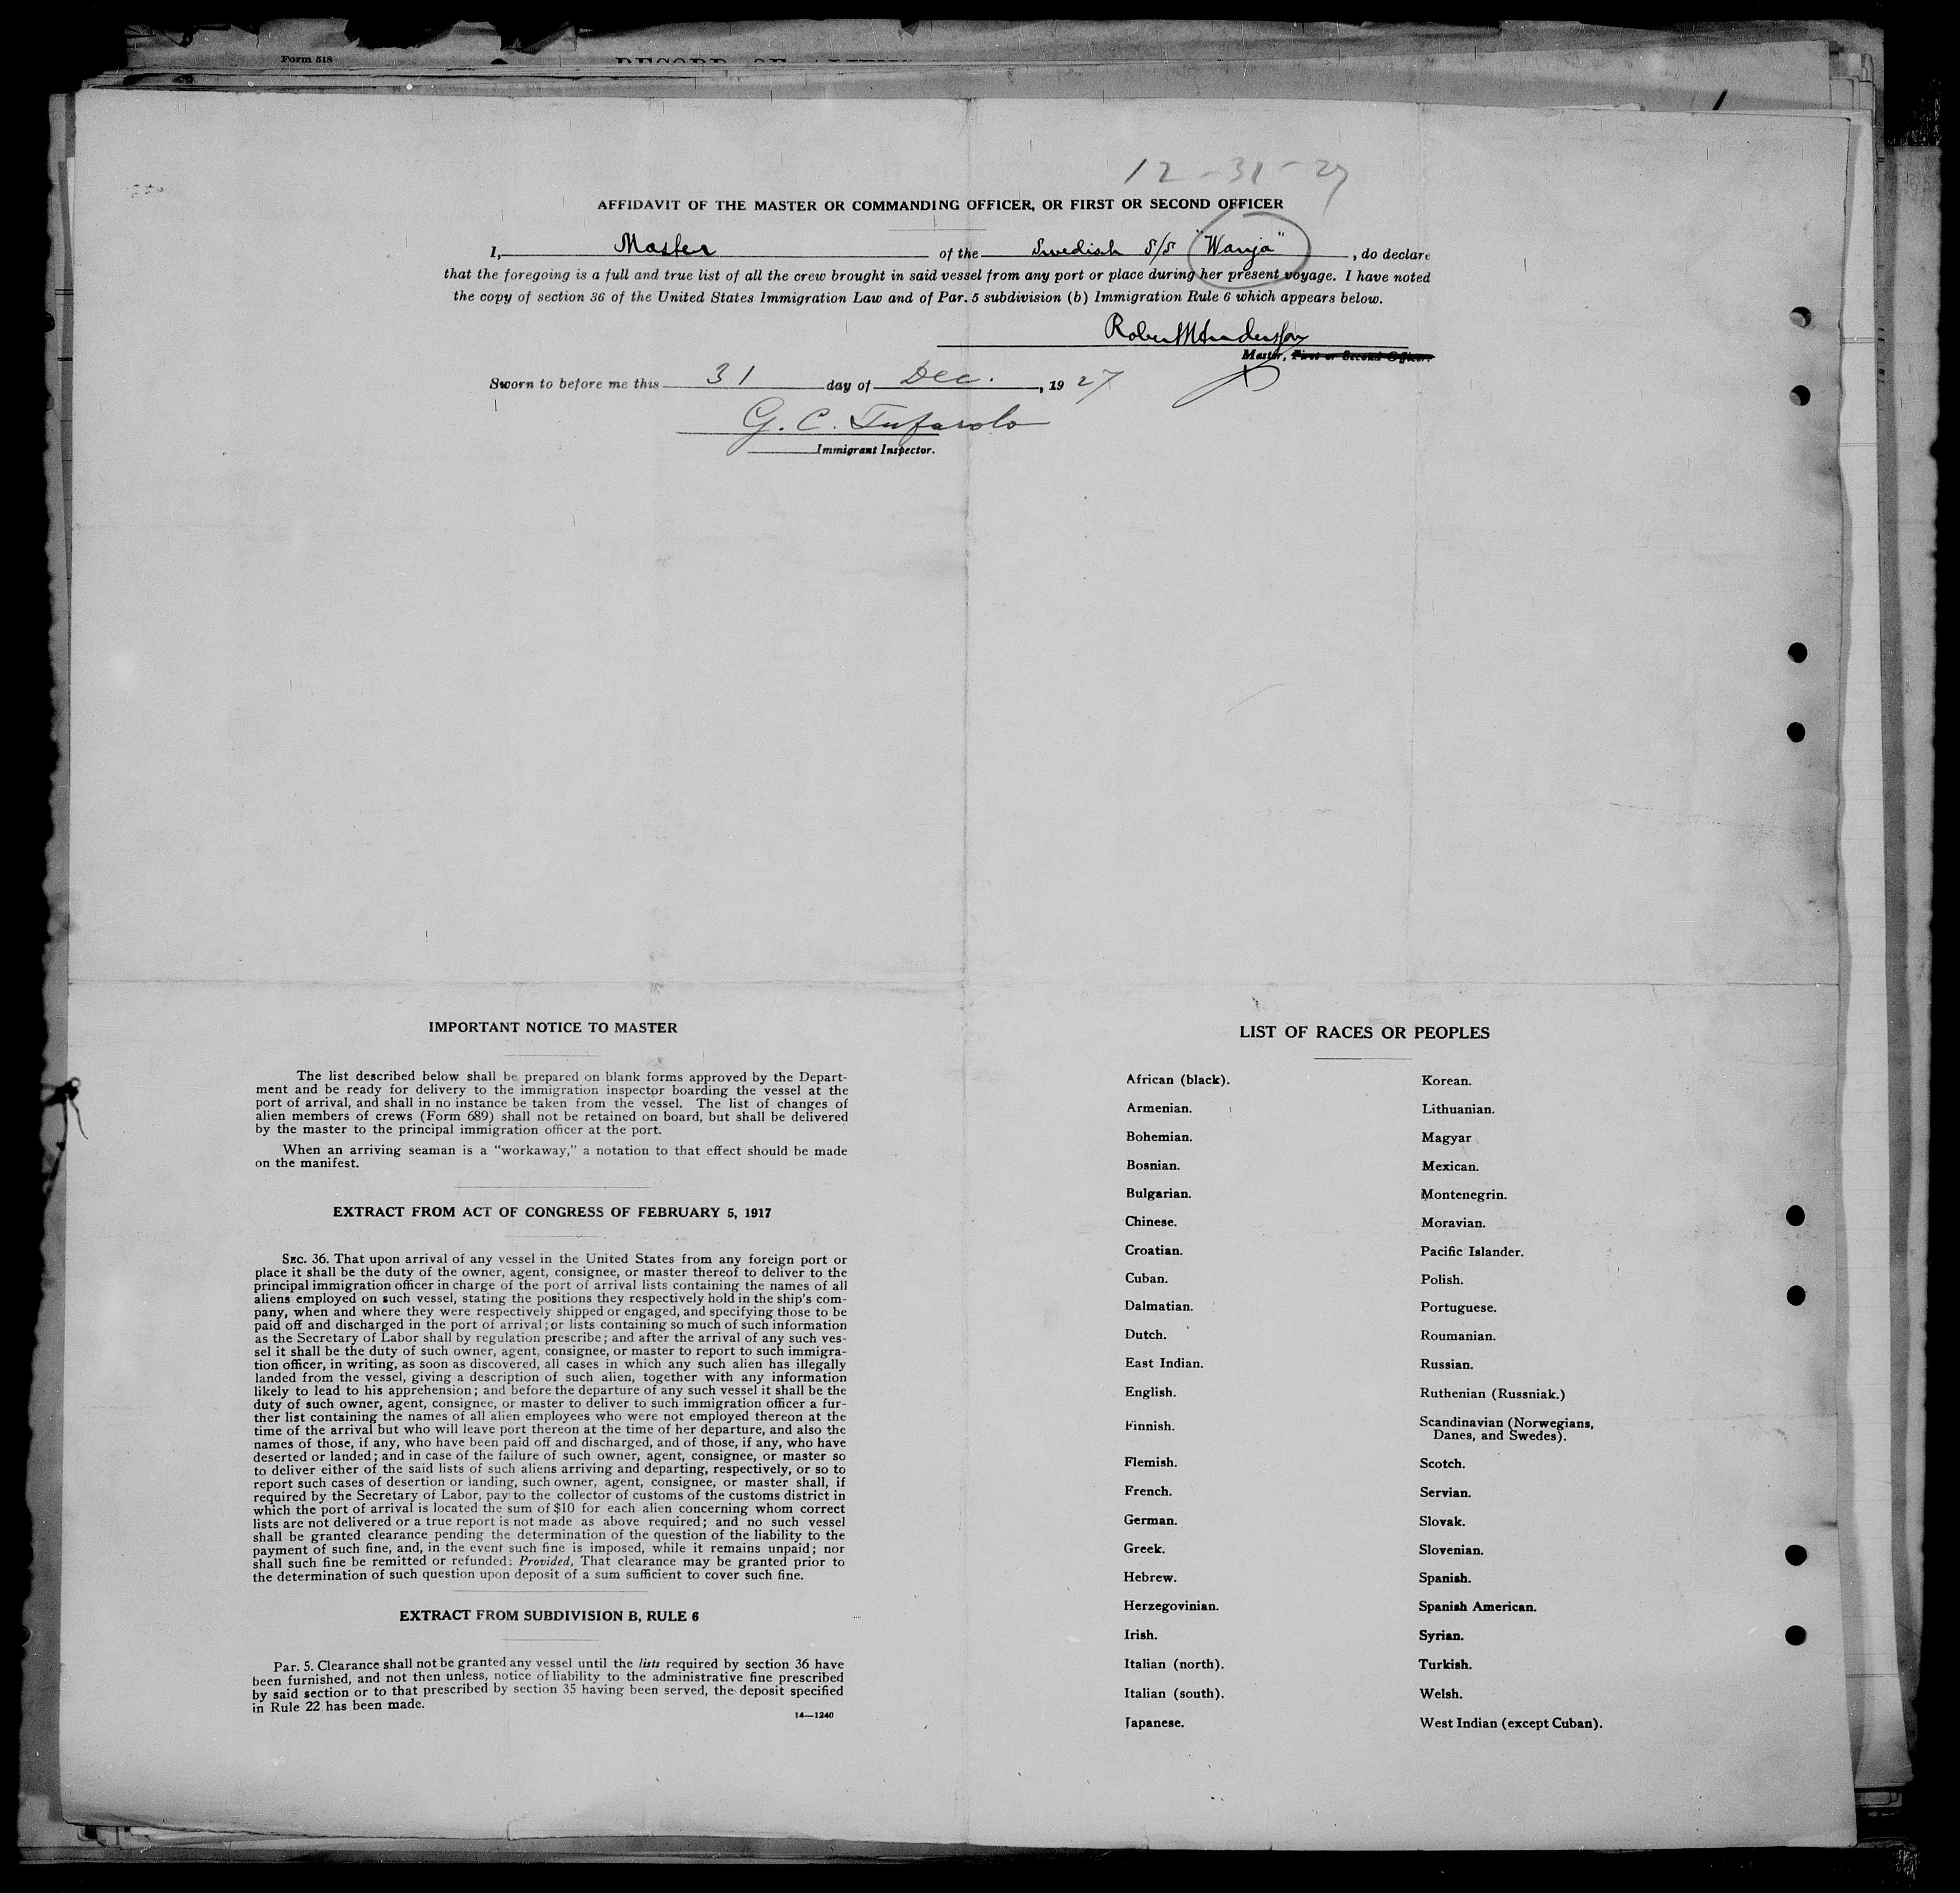 Form 518
12-31-27
AFFIDAVIT OF THE MASTER OR COMMANDING OFFICER, OR FIRST OR SECOND OFFICER
I, Master of the Swedish S/S "Wanja", do declare
that the foregoing is a full and true list of all the crew brought in said vessel from any port or place during her present voyage. I have noted
the copy of section 36 of the United States Immigration Law and of Par. 5 subdivision (b) Immigration Rule 6 which appears below.
Master, First or Second Officer.
Sworn to before me this 31 day of Dec., 1927
G. C. Tufarolo
Immigrant Inspector.
IMPORTANT NOTICE TO MASTER
The list described below shall be prepared on blank forms approved by the Depart-
ment and be ready for delivery to the immigration inspector boarding the vessel at the
port of arrival, and shall in no instance be taken from the vessel. The list of changes of
alien members of crews (Form 689) shall not be retained on board, but shall be delivered
by the master to the principal immigration officer at the port.
When an arriving seaman is a "workaway," a notation to that effect should be made
on the manifest.
EXTRACT FROM ACT OF CONGRESS OF FEBRUARY 5, 1917
SEC. 36. That upon arrival of any vessel in the United States from any foreign port or
place it shall be the duty of the owner, agent, consignee, or master thereof to deliver to the
principal immigration officer in charge of the port of arrival lists containing the names of all
aliens employed on such vessel, stating the positions they respectively hold in the ship's com-
pany, when and where they were respectively shipped or engaged, and specifying those to be
paid off and discharged in the port of arrival; or lists containing so much of such information
as the Secretary of Labor shall by regulation prescribe; and after the arrival of any such ves-
sel it shall be the duty of such owner, agent, consignee, or master to report to such immigra-
tion officer, in writing, as soon as discovered, all cases in which any such alien has illegally
landed from the vessel, giving a description of such alien, together with any information
likely to lead to his apprehension; and before the departure of any such vessel it shall be the
duty of such owner, agent, consignee, or master to deliver to such immigration officer a fur-
ther list containing the names of all alien employees who were not employed thereon at the
time of the arrival but who will leave port thereon at the time of her departure, and also the
names of those, if any, who have been paid off and discharged, and of those, if any, who have
deserted or landed; and in case of the failure of such owner, agent, consignee, or master so
to deliver either of the said lists of such aliens arriving and departing, respectively, or so to
report such cases of desertion or landing, such owner, agent, consignee, or master shall, if
required by the Secretary of Labor, pay to the collector of customs of the customs district in
which the port of arrival is located the sum of $10 for each alien concerning whom correct
lists are not delivered or a true report is not made as above required; and no such vessel
shall be granted clearance pending the determination of the question of the liability to the
payment of such fine, and, in the event such fine is imposed, while it remains unpaid; nor
shall such fine be remitted or refunded: Provided, That clearance may be granted prior to
the determination of such question upon deposit of a sum sufficient to cover such fine.
EXTRACT FROM SUBDIVISION B, RULE 6
Par. 5. Clearance shall not be granted any vessel until the lists required by section 36 have
been furnished, and not then unless, notice of liability to the administrative fine prescribed
by said section or to that prescribed by section 35 having been served, the deposit specified
in Rule 22 has been made.
14—1240
LIST OF RACES OR PEOPLES
African (black).
Armenian.
Bohemian.
Bosnian.
Bulgarian.
Chinese.
Croatian.
Cuban.
Dalmatian.
Dutch.
East Indian.
English.
Finnish.
Flemish.
French.
German.
Greek.
Hebrew.
Herzegovinian.
Irish.
Italian (north).
Italian (south).
Japanese.
Korean.
Lithuanian.
Magyar
Mexican.
Montenegrin.
Moravian.
Pacific Islander.
Polish.
Portuguese.
Roumanian.
Russian.
Ruthenian (Russniak.)
Scandinavian (Norwegians,
Danes, and Swedes).
Scotch.
Servian.
Slovak.
Slovenian.
Spanish.
Spanish American.
Syrian.
Turkish.
Welsh.
West Indian (except Cuban).